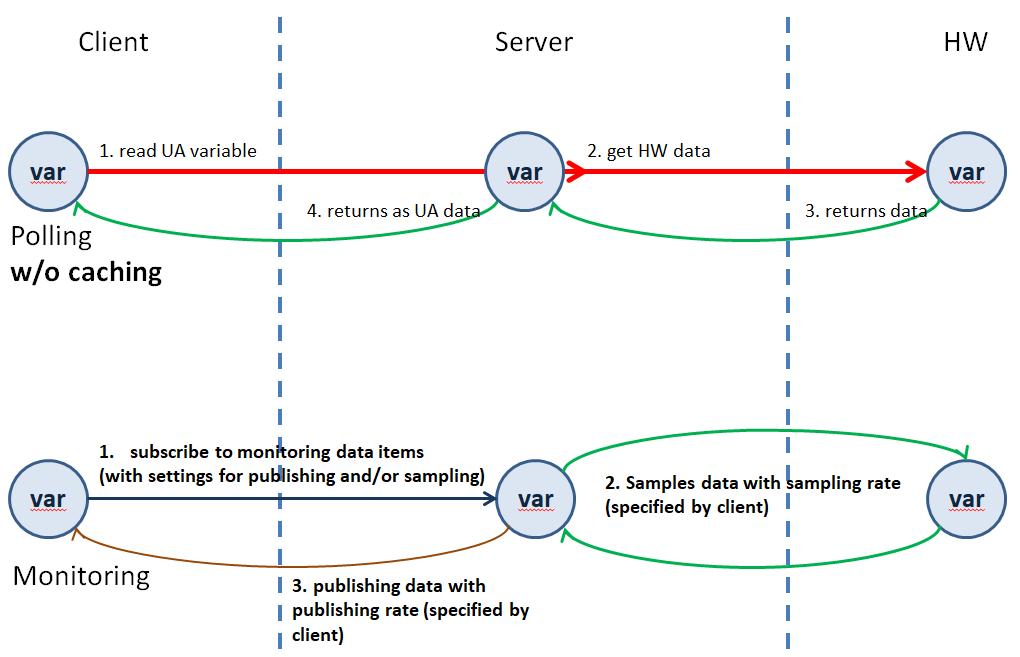 Client
Server
HW
1. read UA variable
2. get HW data
var
var
var
4. returns as UA data
3. returns data
Polling
w/o caching
1. subscribe to monitoring data items
(with settings for publishing and/or sampling)
2. Samples data with sampling rate
(specified by client)
var
var
var
Monitoring
3. publishing data with
publishing rate (specified by
client)